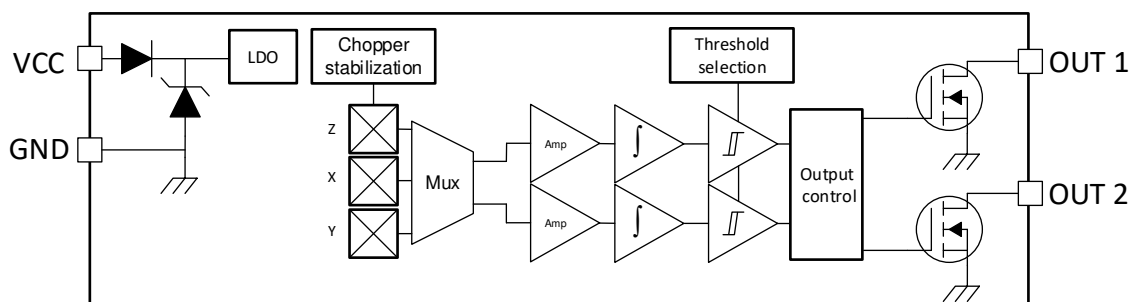 VCC
GND
LDO
Chopper
stabilization
Z
X
Y
Mux
Amp
∫
Amp
∫
Threshold
selection
Output
control
OUT 1
OUT 2